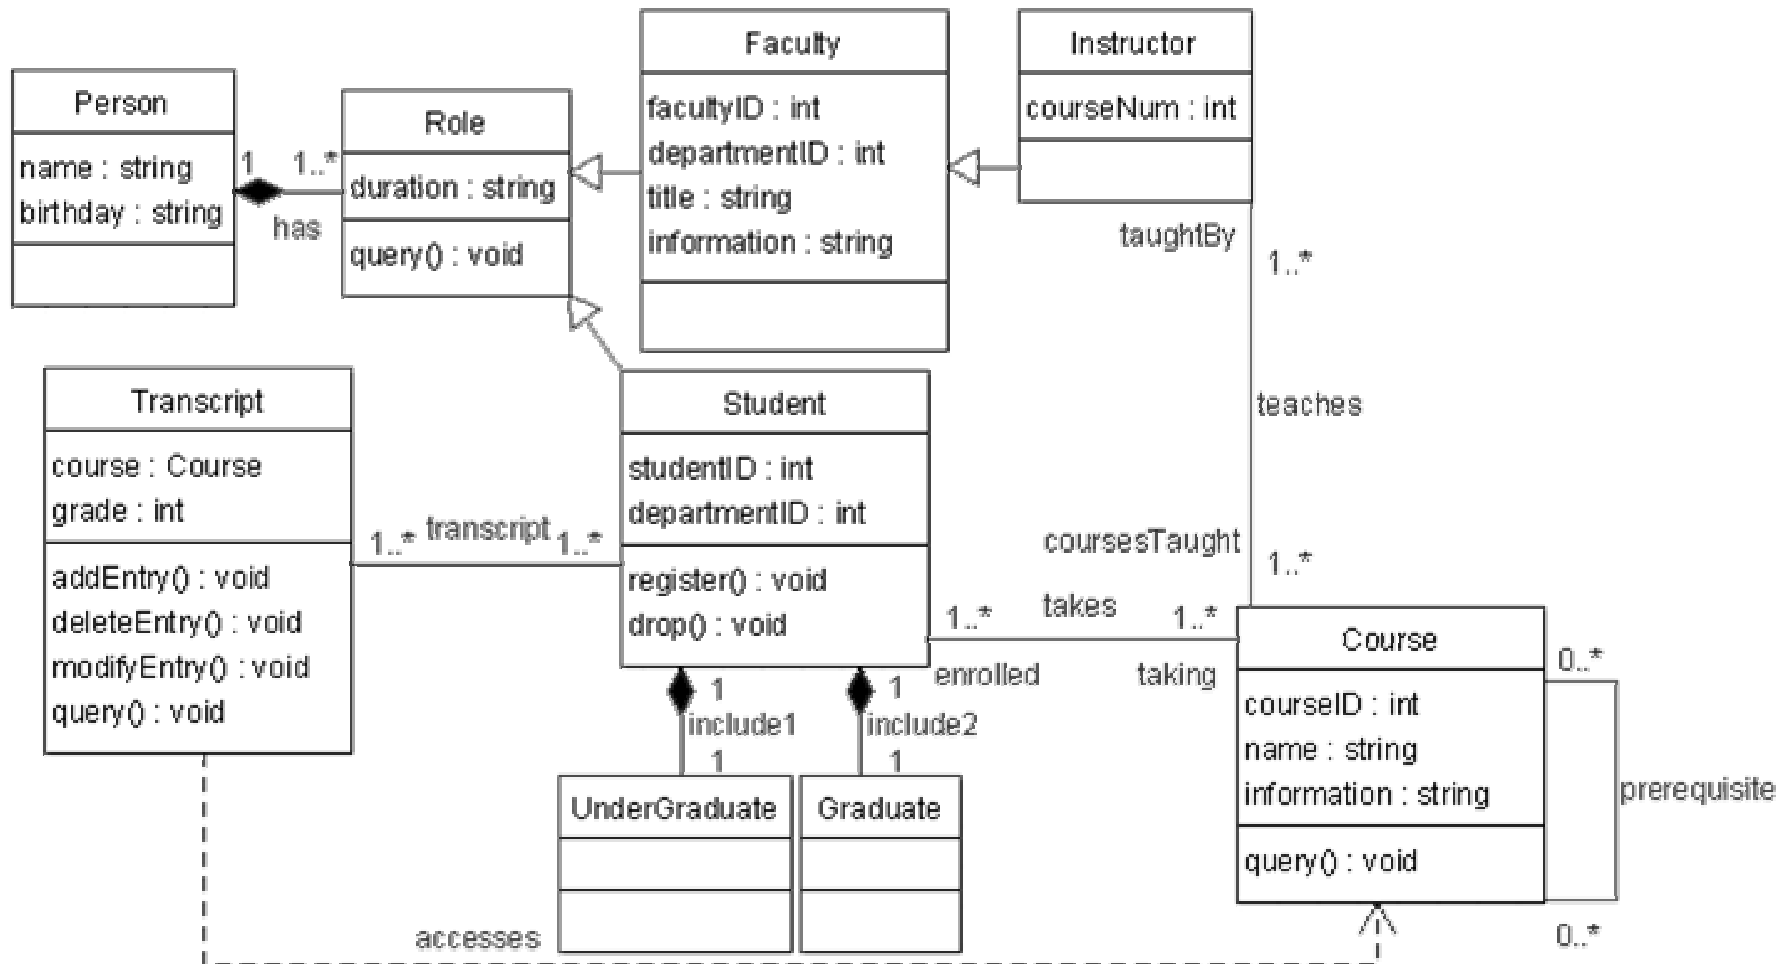 Person
name : string
birthday : string
1
1..*
has
Role
duration : string
query() : void
Faculty
facultyID : int
departmentID : int
title : string
information : string
Instructor
courseNum : int
taughtBy
1..*
teaches
coursesTaught
1..*
Transcript
course : Course
grade : int
addEntry() : void
deleteEntry() : void
modifyEntry() : void
query() : void
1..*
transcript
1..*
Student
studentID : int
departmentID : int
register() : void
drop() : void
1..*
takes
1..*
enrolled
taking
1
include1
1
1
include2
1
UnderGraduate
Graduate
Course
courseID : int
name : string
information : string
query() : void
0..*
prerequisite
0..*
accesses